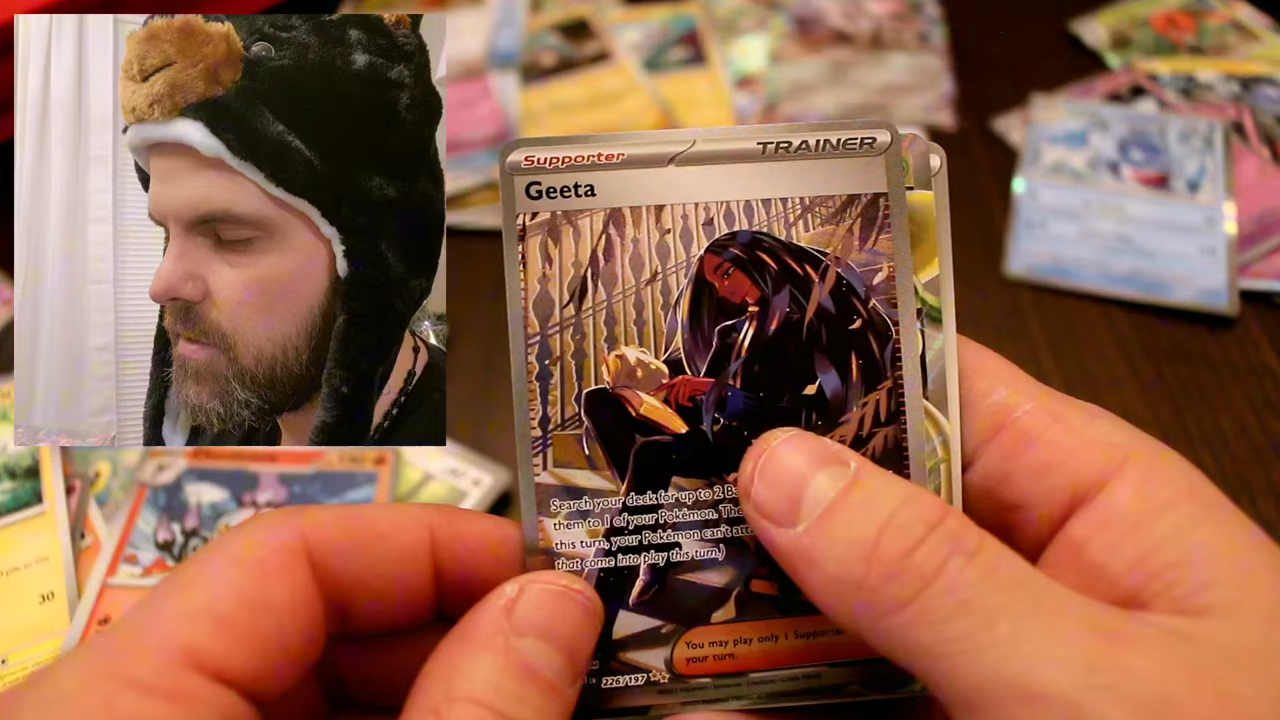 Supporter TRAINER
Geeta
Search your deck for up to 2 Ba
them to 1 of your Pokémon. The
this turn, your Pokémon can't atta
that come into play this turn.)
You may play only 1 Supporter
your turn.
226/197
30